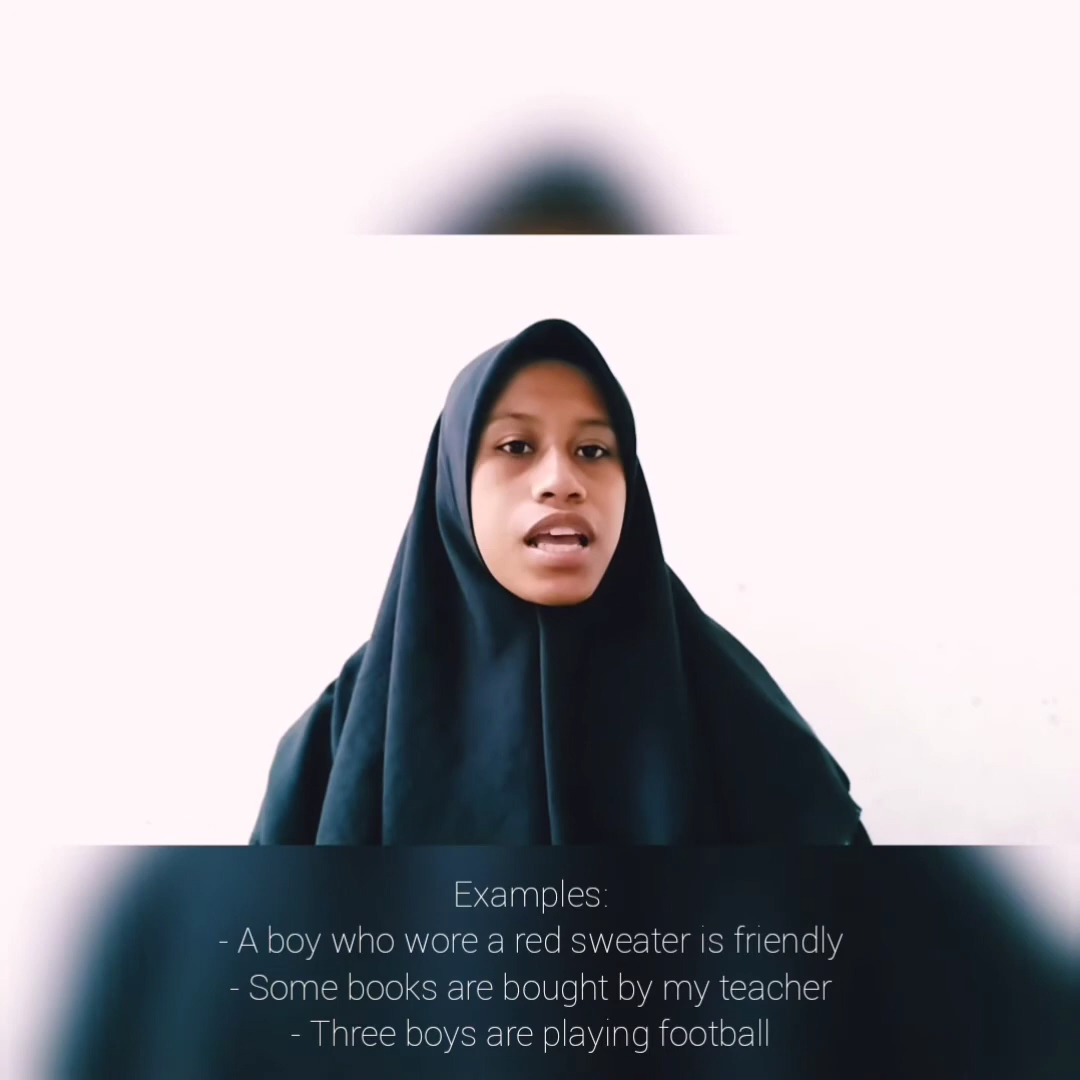 Examples:
- A boy who wore a red sweater is friendly
- Some books are bought by my teacher
- Three boys are playing football